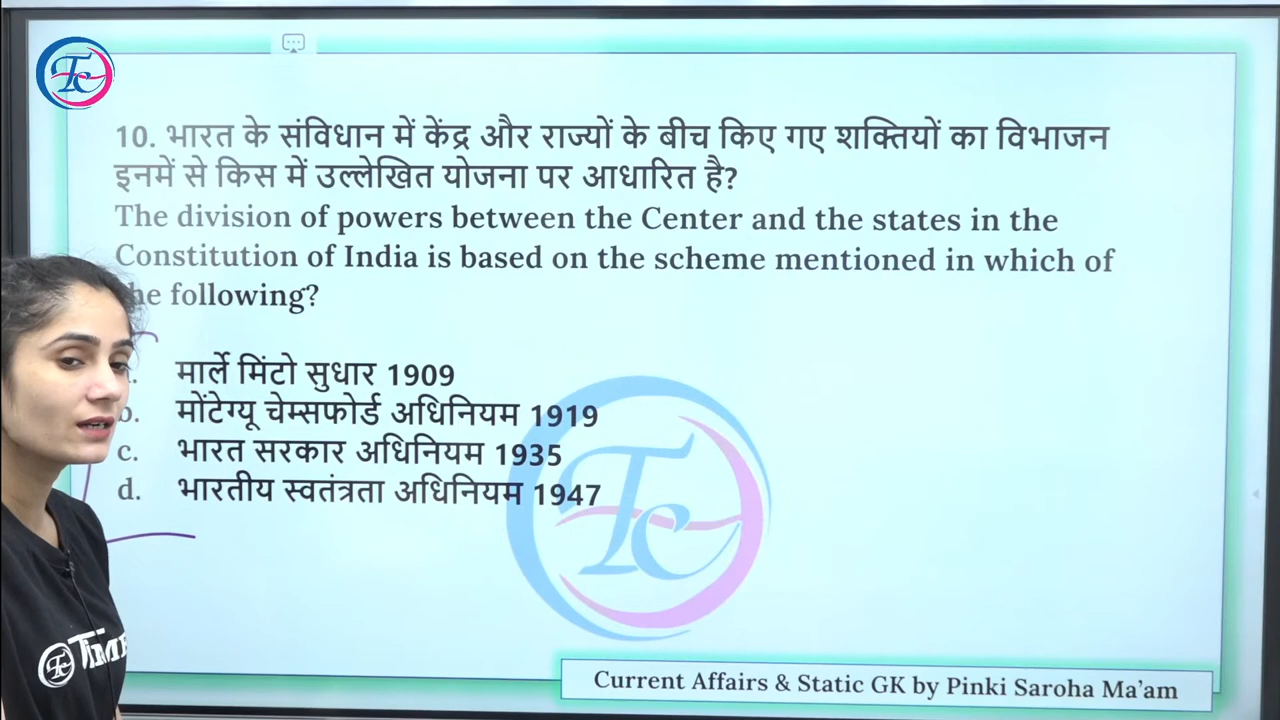 Tc
10. भारत के संविधान में केंद्र और राज्यों के बीच किए गए शक्तियों का विभाजन
इनमें से किस में उल्लेखित योजना पर आधारित है?
The division of powers between the Center and the states in the
Constitution of India is based on the scheme mentioned in which of
he following?
मार्ले मिंटो सुधार 1909
b. मोंटेग्यू चेम्सफोर्ड अधिनियम 1919
c. भारत सरकार अधिनियम 1935
d. भारतीय स्वतंत्रता अधिनियम 1947
Tc
Tc
Current Affairs & Static GK by Pinki Saroha Ma'am